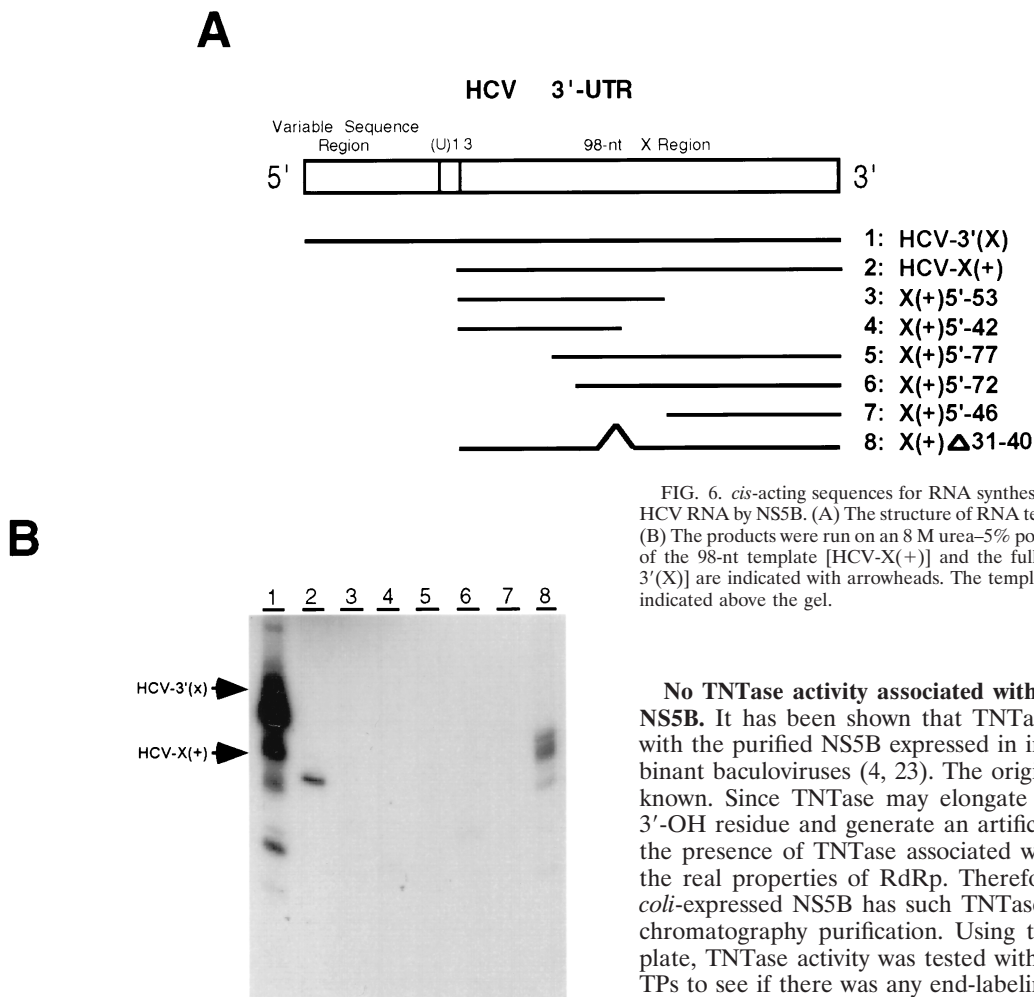 A
HCV 3'-UTR
Variable Sequence
Region
(U)13
98-nt X Region
5'
3'
1: HCV-3'(X)
2: HCV-X(+)
3: X(+)5'-53
4: X(+)5'-42
5: X(+)5'-77
6: X(+)5'-72
7: X(+)5'-46
8: X(+)Δ31-40
B
1 2 3 4 5 6 7 8
HCV-3'(x)
HCV-X(+)
FIG. 6. cis-acting sequences for RNA synthes
HCV RNA by NS5B. (A) The structure of RNA te
(B) The products were run on an 8 M urea–5% po
of the 98-nt template [HCV-X(+)] and the full
3′(X)] are indicated with arrowheads. The templ
indicated above the gel.
No TNTase activity associated with
NS5B. It has been shown that TNTa
with the purified NS5B expressed in i
binant baculoviruses (4, 23). The orig
known. Since TNTase may elongate
3′-OH residue and generate an artific
the presence of TNTase associated w
the real properties of RdRp. Therefo
coli-expressed NS5B has such TNTase
chromatography purification. Using t
plate, TNTase activity was tested with
TPs to see if there was any end-labelin